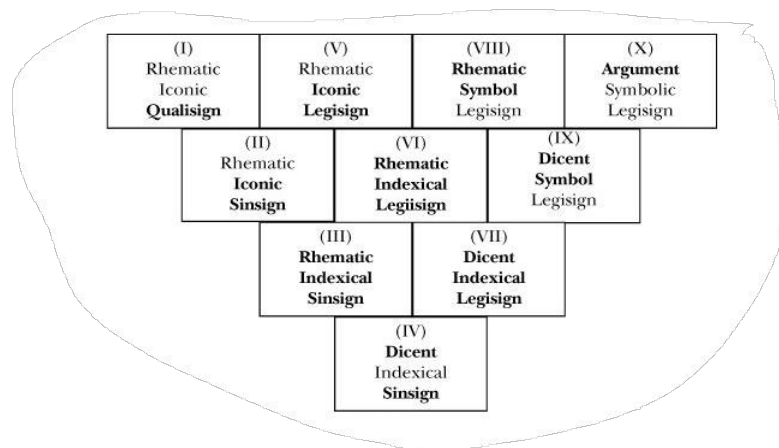 (I)
Rhematic
Iconic
Qualisign
(V)
Rhematic
Iconic
Legisign
(VIII)
Rhematic
Symbol
Legisign
(X)
Argument
Symbolic
Legisign
(II)
Rhematic
Iconic
Sinsign
(VI)
Rhematic
Indexical
Legiisign
(IX)
Dicent
Symbol
Legisign
(III)
Rhematic
Indexical
Sinsign
(VII)
Dicent
Indexical
Legisign
(IV)
Dicent
Indexical
Sinsign